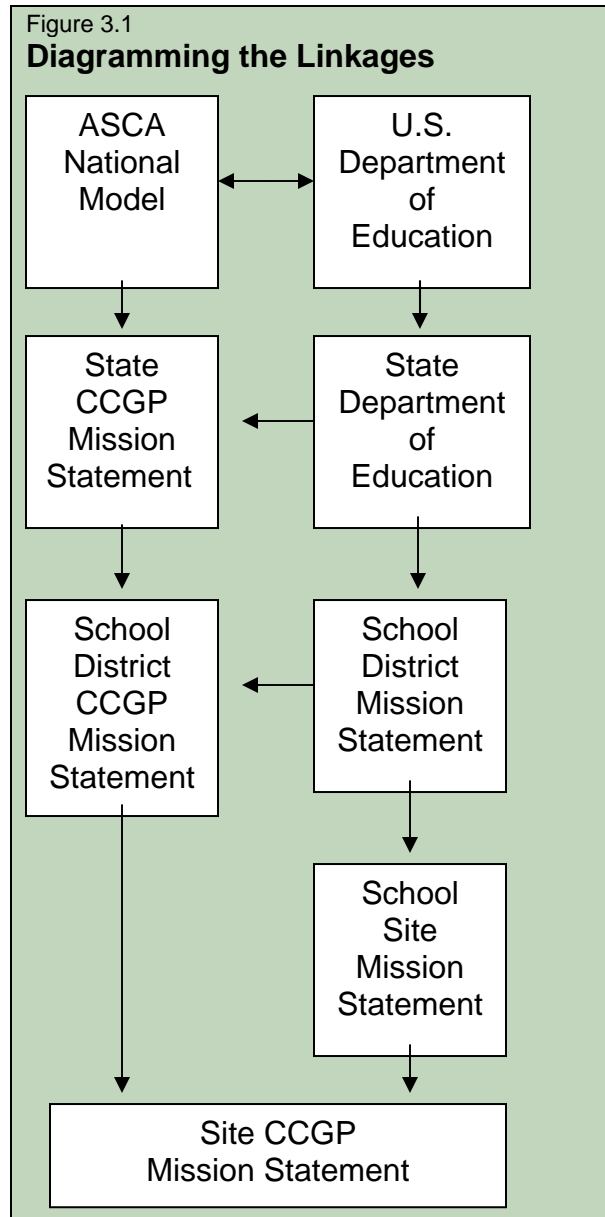 Figure 3.1
Diagramming the Linkages
ASCA
National
Model
U.S.
Department
of
Education
State
CCGP
Mission
Statement
State
Department
of
Education
School
District
CCGP
Mission
Statement
School
District
Mission
Statement
School
Site
Mission
Statement
Site CCGP
Mission Statement